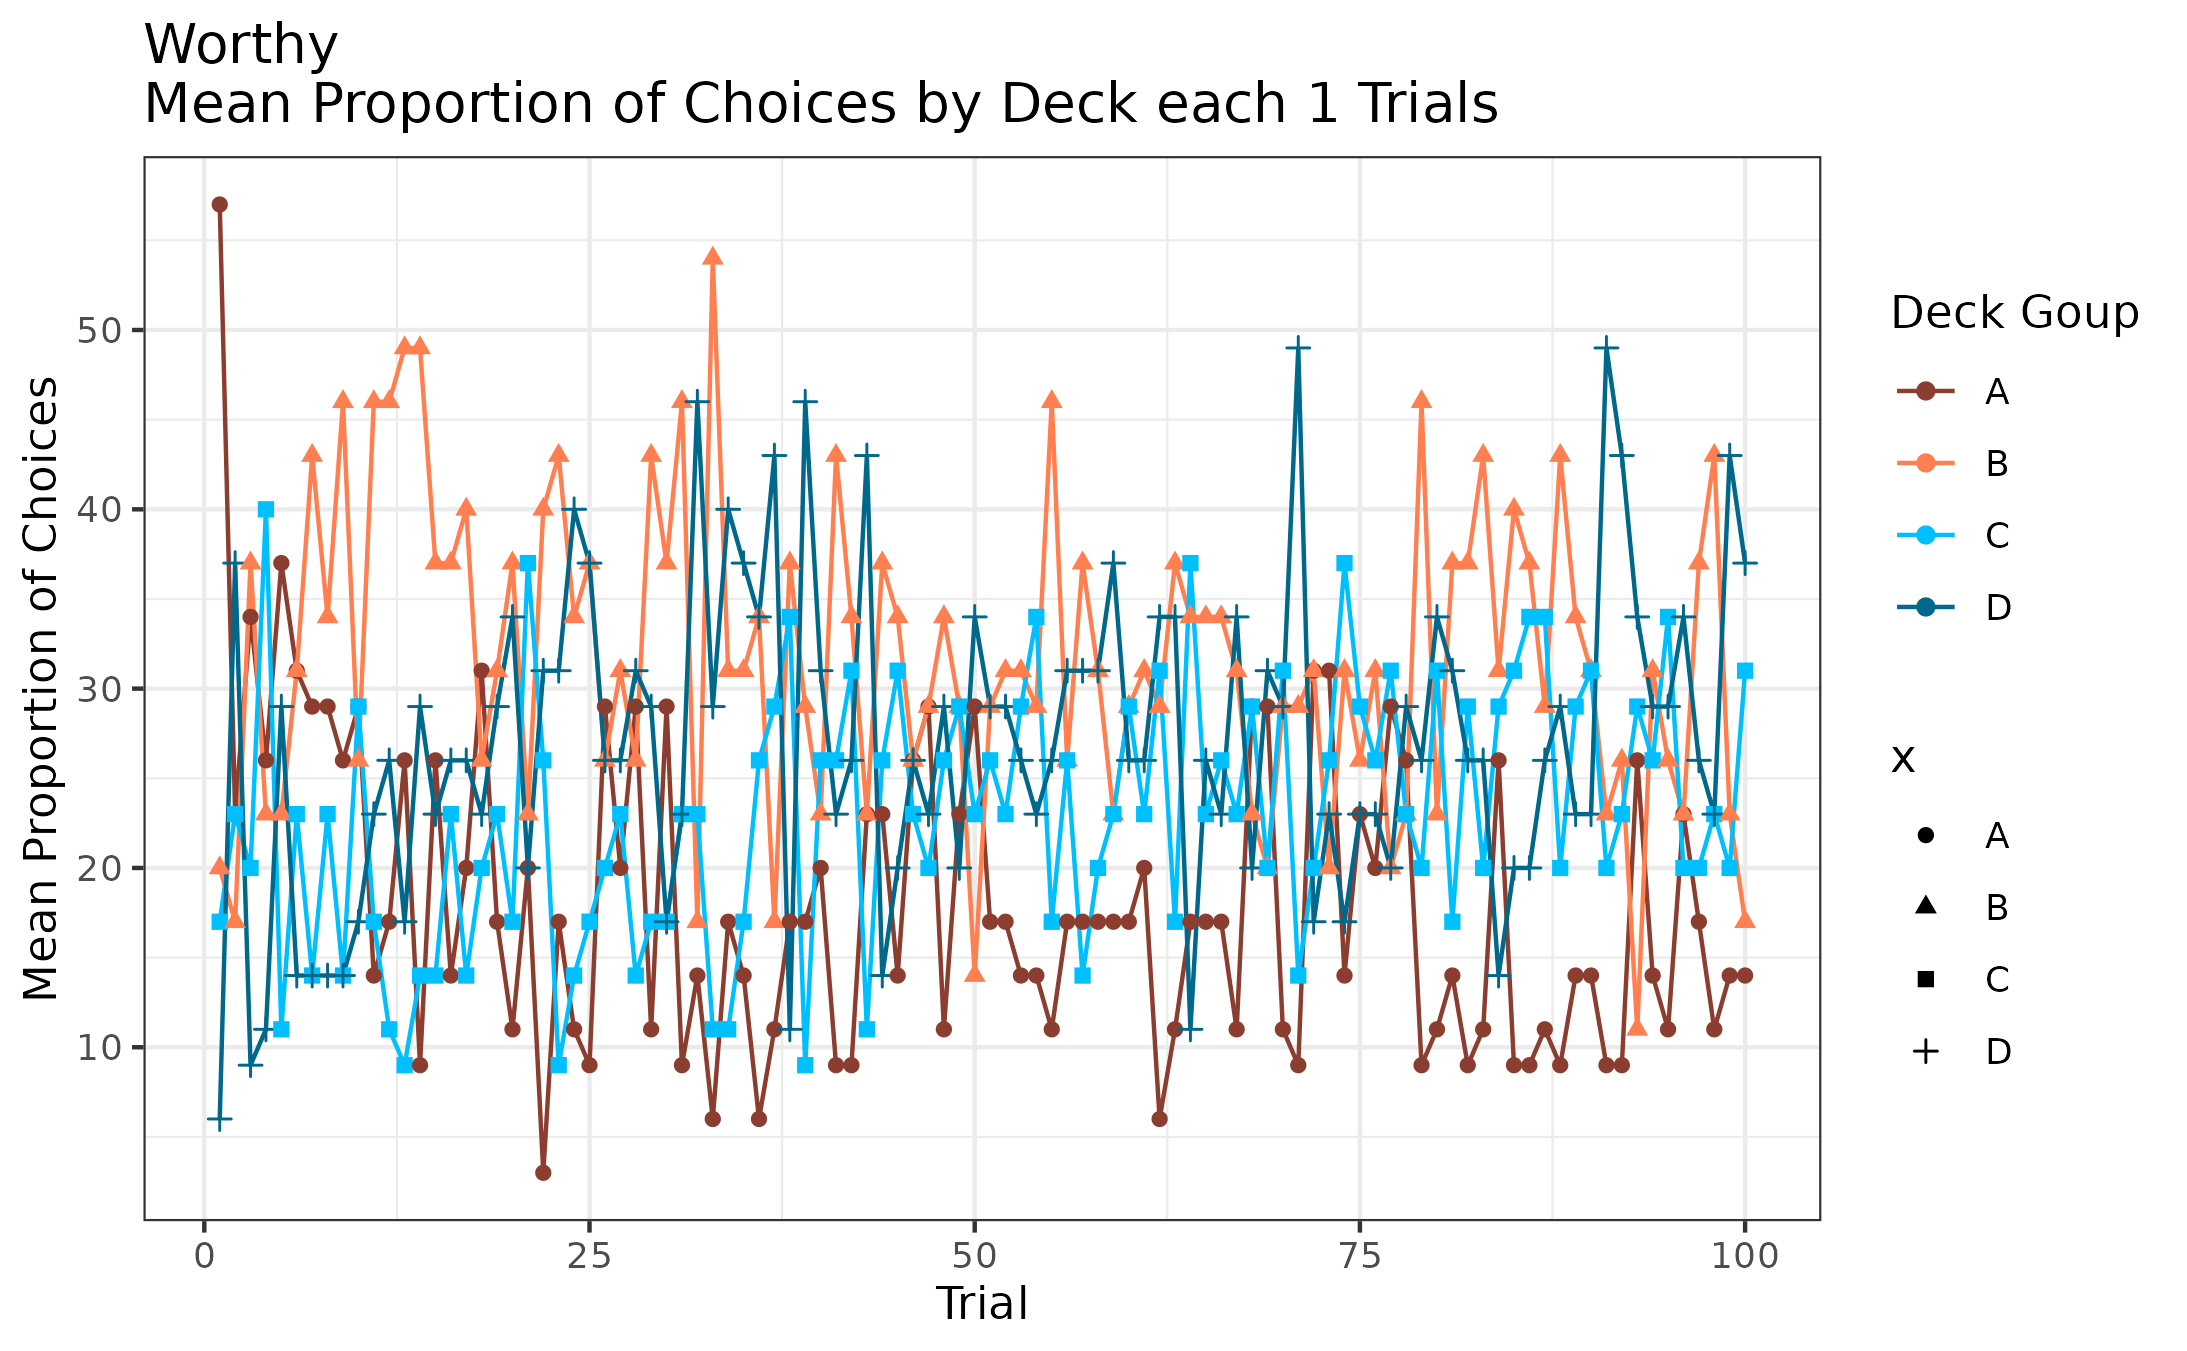 Worthy
Mean Proportion of Choices by Deck each 1 Trials
Mean Proportion of Choices
50
40
30
20
10
0
25
50
75
100
Trial
Deck Goup
A
B
C
D
x
A
B
C
D